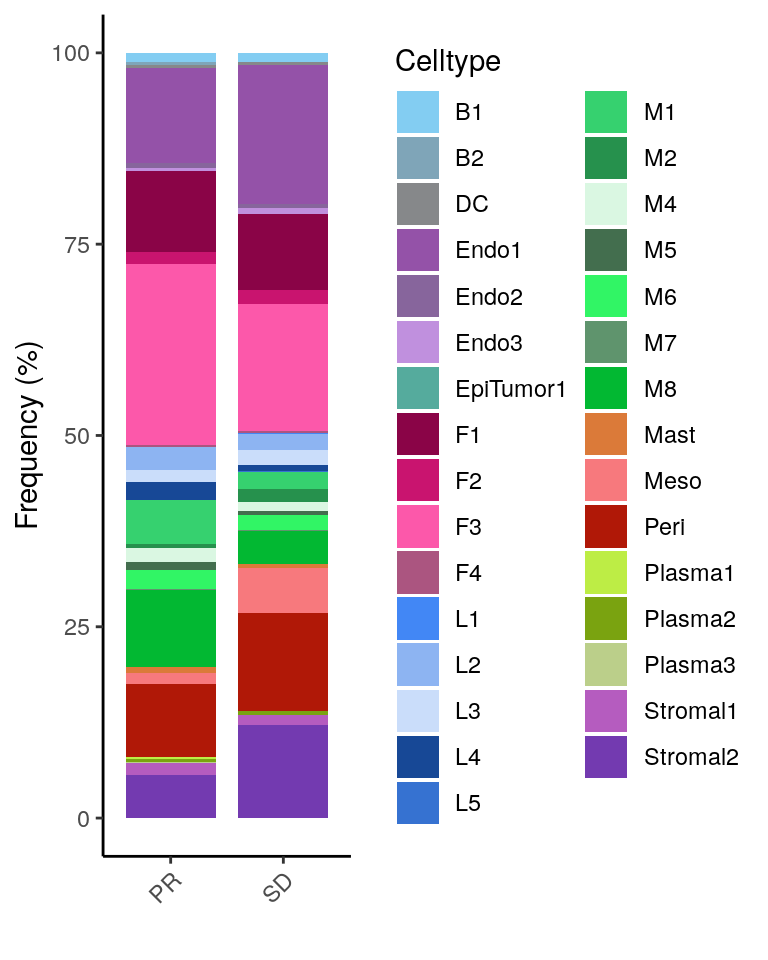 Frequency (%)
100
75
50
25
0
PR
SD
Celltype
B1
B2
DC
Endo1
Endo2
Endo3
EpiTumor1
F1
F2
F3
F4
L1
L2
L3
L4
L5
M1
M2
M4
M5
M6
M7
M8
Mast
Meso
Peri
Plasma1
Plasma2
Plasma3
Stromal1
Stromal2